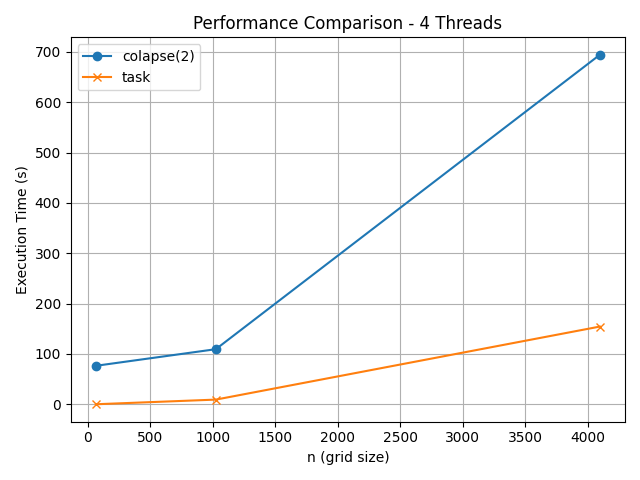 Performance Comparison - 4 Threads
colapse(2)
task
Execution Time (s)
700
600
500
400
300
200
100
0
0 500 1000 1500 2000 2500 3000 3500 4000
n (grid size)